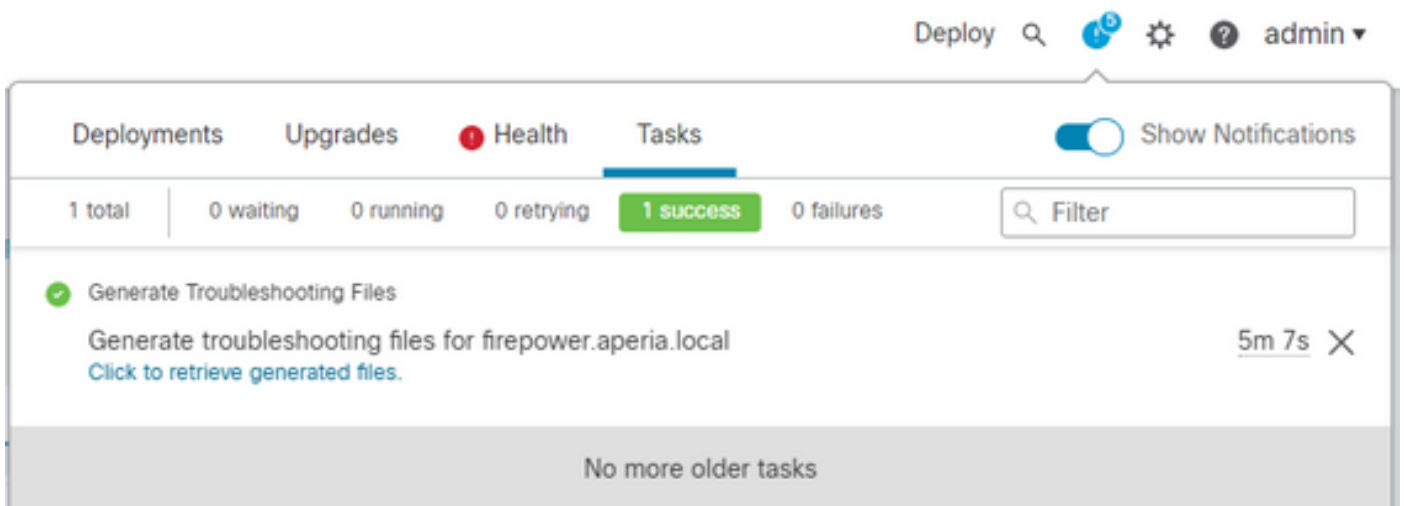 Deploy 5 admin
Deployments Upgrades Health Tasks Show Notifications
1 total 0 waiting 0 running 0 retrying 1 success 0 failures Filter
Generate Troubleshooting Files
Generate troubleshooting files for firepower.aperia.local 5m 7s
Click to retrieve generated files.
No more older tasks